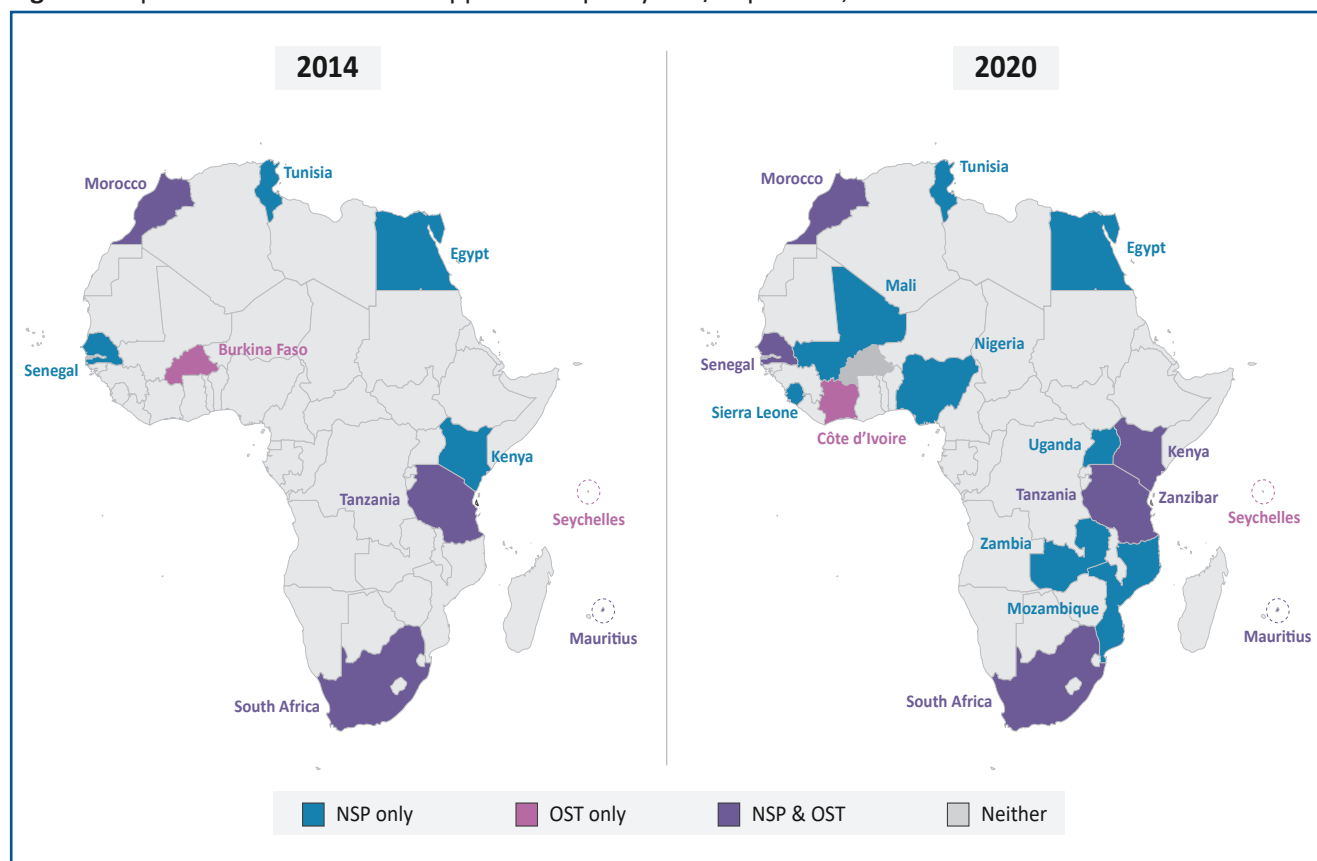 2014
Morocco
Tunisia
Egypt
Burkina Faso
Senegal
Kenya
Tanzania
Seychelles
Mauritius
South Africa
2020
Morocco
Tunisia
Egypt
Mali
Nigeria
Senegal
Sierra Leone
Côte d'Ivoire
Uganda
Kenya
Tanzania
Zanzibar
Seychelles
Zambia
Mozambique
Mauritius
South Africa
NSP only
OST only
NSP & OST
Neither